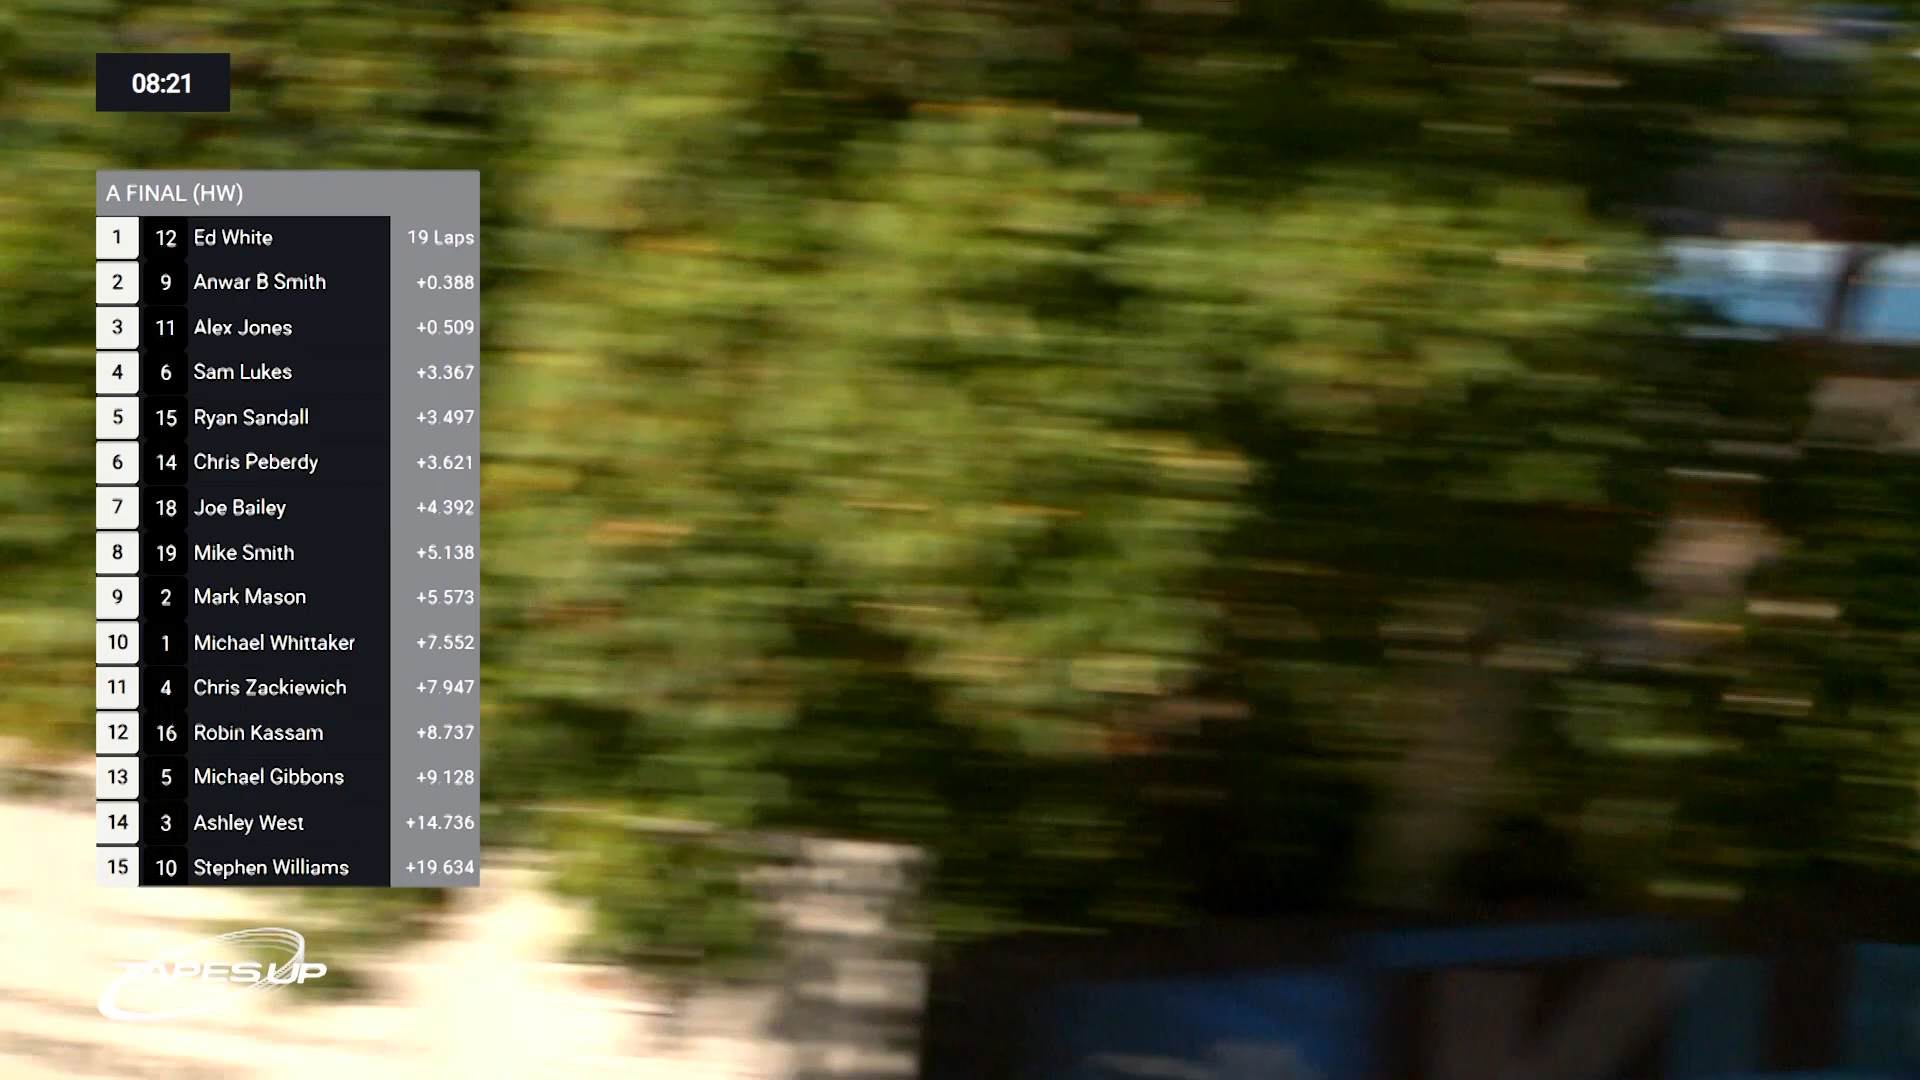 08:21
A FINAL (HW)
1 12 Ed White 19 Laps
2 9 Anwar B Smith +0.388
3 11 Alex Jones +0.509
4 6 Sam Lukes +3.367
5 15 Ryan Sandall +3.497
6 14 Chris Peberdy +3.621
7 18 Joe Bailey +4.392
8 19 Mike Smith +5.138
9 2 Mark Mason +5.573
10 1 Michael Whittaker +7.552
11 4 Chris Zackiewich +7.947
12 16 Robin Kassam +8.737
13 5 Michael Gibbons +9.128
14 3 Ashley West +14.736
15 10 Stephen Williams +19.634
TAPES UP